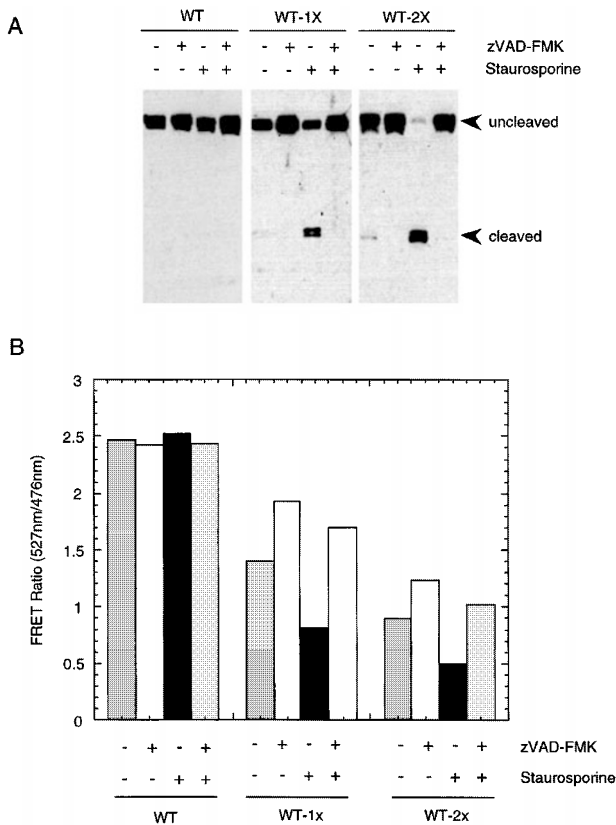 A
WT
WT-1X
WT-2X
- + - + - + - + - + - + zVAD-FMK
- - + + - - + + - - + + Staurosporine
uncleaved
cleaved
B
3
2.5
2
1.5
1
0.5
0
FRET Ratio (527nm/476nm)
- + - + - + - + - + - + zVAD-FMK
- - + + - - + + - - + + Staurosporine
WT
WT-1x
WT-2x